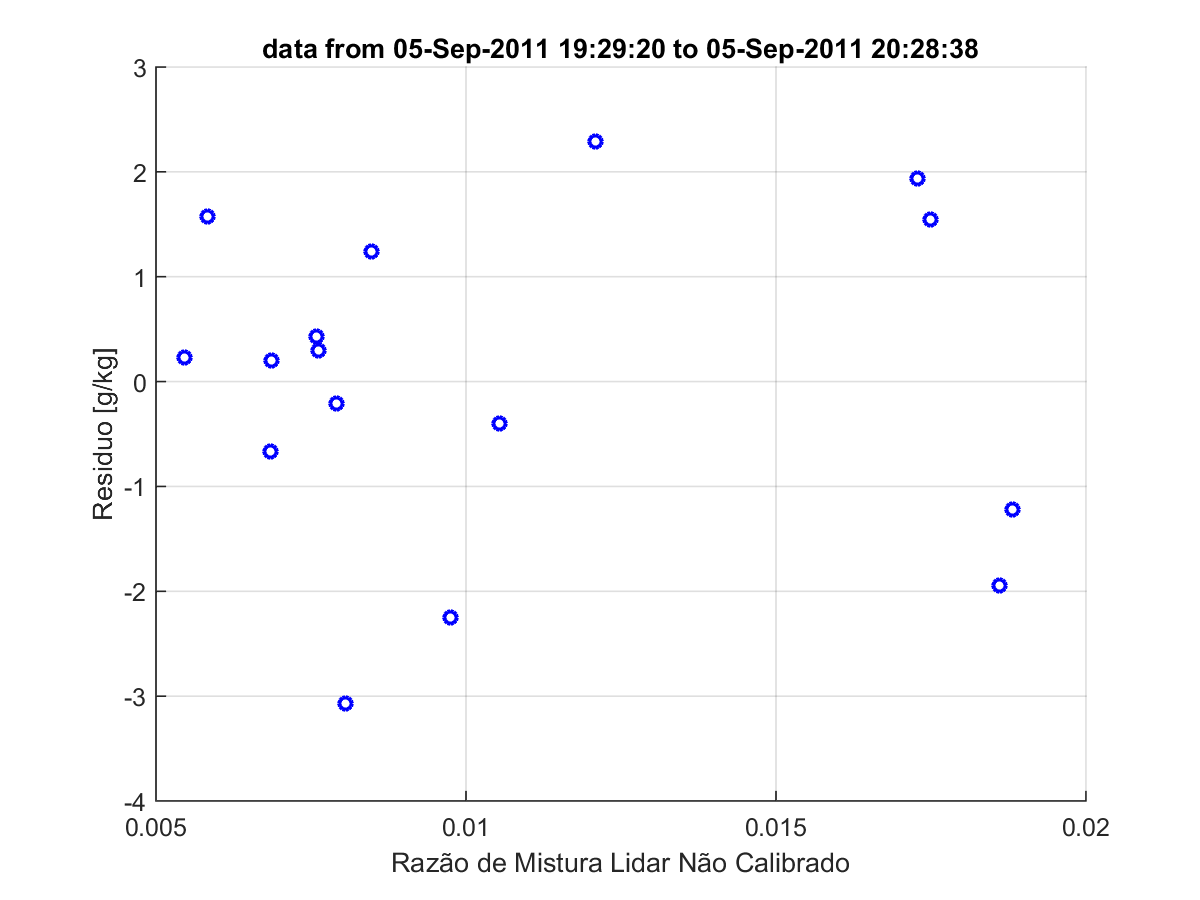 data from 05-Sep-2011 19:29:20 to 05-Sep-2011 20:28:38
3
2
1
0
-1
-2
-3
-4
Residuo [g/kg]
0.005 0.01 0.015 0.02
Razão de Mistura Lidar Não Calibrado